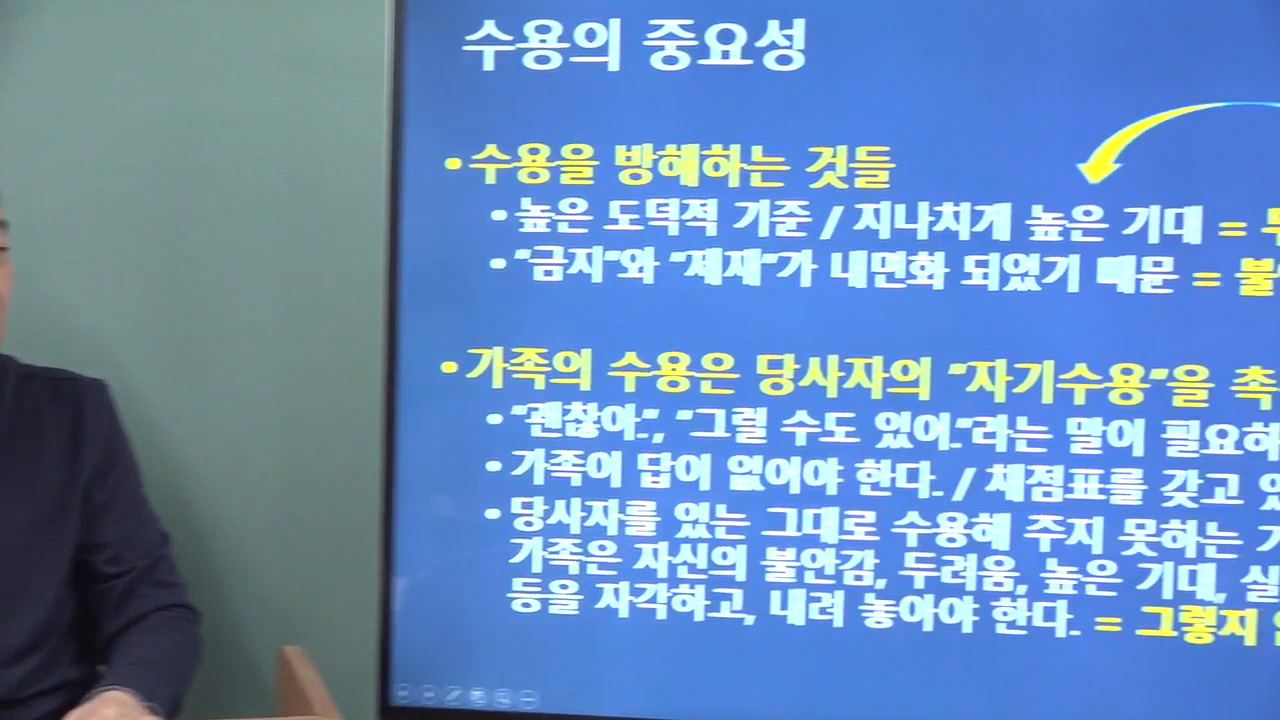 수용의 중요성
•수용을 방해하는 것들
•높은 도덕적 기준 / 지나치게 높은 기대 =
•"금지"와 "제재"가 내면화 되었기 때문 =
•가족의 수용은 당사자의 "자기수용"을
•"괜찮아.", "그럴 수도 있어."라는 말이
•가족이 답이 없어야 한다. / 채점표를 갖고
•당사자를 있는 그대로 수용해 주지 못하는
가족은 자신의 불안감, 두려움, 높은 기대,
등을 자각하고, 내려 놓아야 한다. = 그렇지